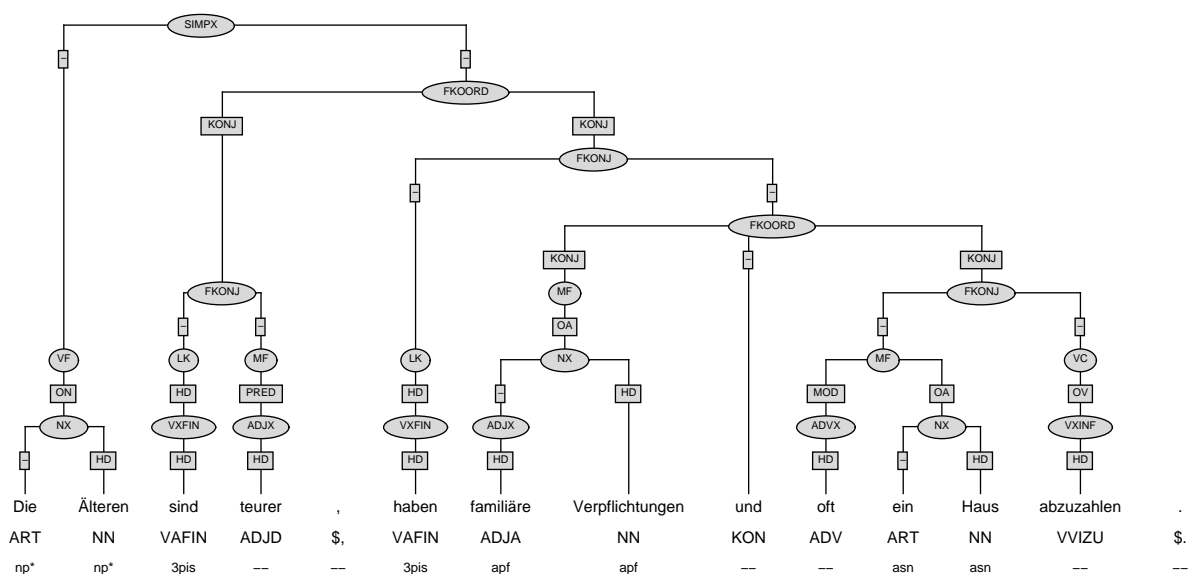 SIMPX
– –
FKOORD
KONJ KONJ
FKONJ
– –
FKOORD
KONJ – KONJ
FKONJ MF FKONJ
– – OA – –
VF LK MF LK NX MF VC
ON HD PRED HD – HD MOD OA OV
NX VXFIN ADJX VXFIN ADJX ADVX NX VXINF
– HD HD HD HD HD HD – HD HD
Die Älteren sind teurer , haben familiäre Verpflichtungen und oft ein Haus abzuzahlen .
ART NN VAFIN ADJD $, VAFIN ADJA NN KON ADV ART NN VVIZU $.
np* np* 3pis –– –– 3pis apf apf –– –– asn asn –– ––